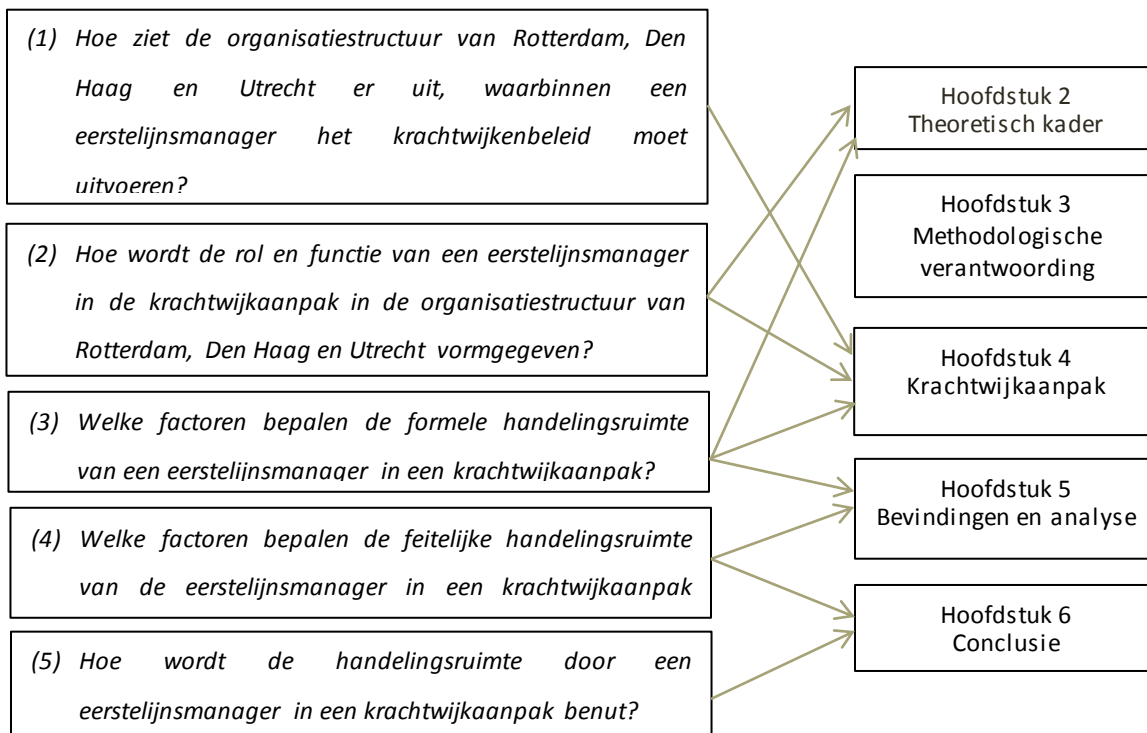 (1) Hoe ziet de organisatiestructuur van Rotterdam, Den
Haag en Utrecht er uit, waarbinnen een
eerstelijnsmanager het krachtwijkenbeleid moet
uitvoeren?
(2) Hoe wordt de rol en functie van een eerstelijnsmanager
in de krachtwijkaanpak in de organisatiestructuur van
Rotterdam, Den Haag en Utrecht vormgegeven?
(3) Welke factoren bepalen de formele handelingsruimte
van een eerstelijnsmanager in een krachtwijkaanpak?
(4) Welke factoren bepalen de feitelijke handelingsruimte
van de eerstelijnsmanager in een krachtwijkaanpak
(5) Hoe wordt de handelingsruimte door een
eerstelijnsmanager in een krachtwijkaanpak benut?
Hoofdstuk 2
Theoretisch kader
Hoofdstuk 3
Methodologische
verantwoording
Hoofdstuk 4
Krachtwijkaanpak
Hoofdstuk 5
Bevindingen en analyse
Hoofdstuk 6
Conclusie